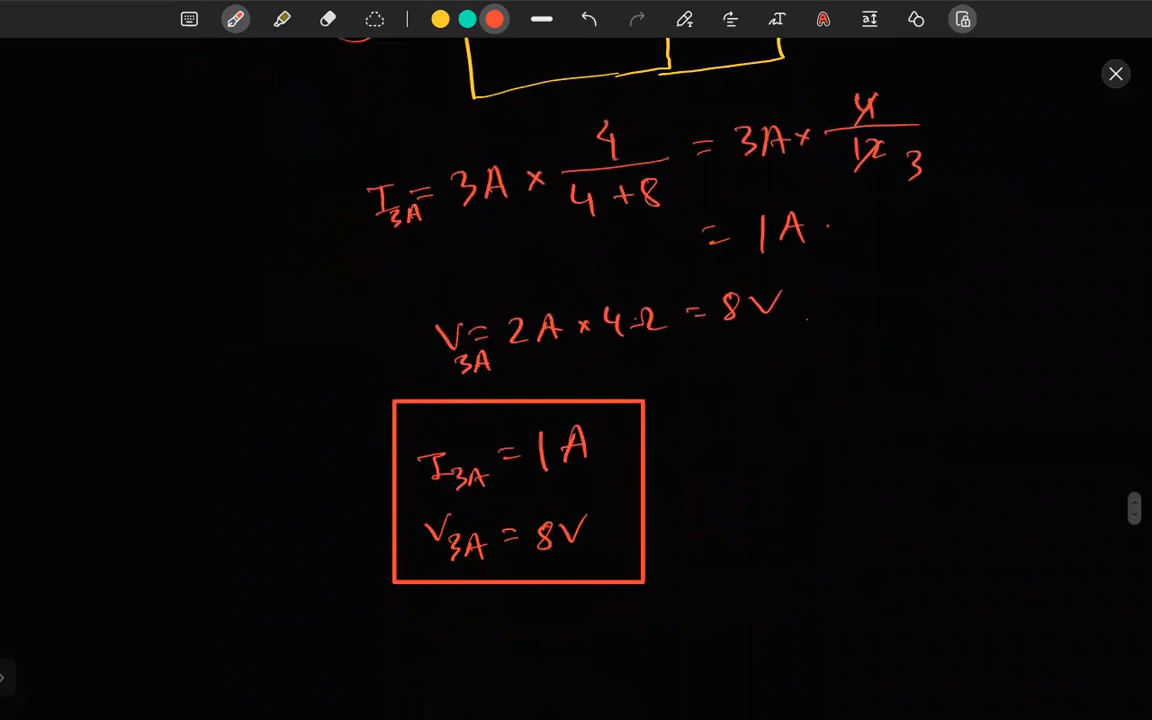 I3A = 3A × 4/(4+8) = 3A × 4/12 3
= 1A.
V3A = 2A × 4Ω = 8V.
I3A = 1A
V3A = 8V